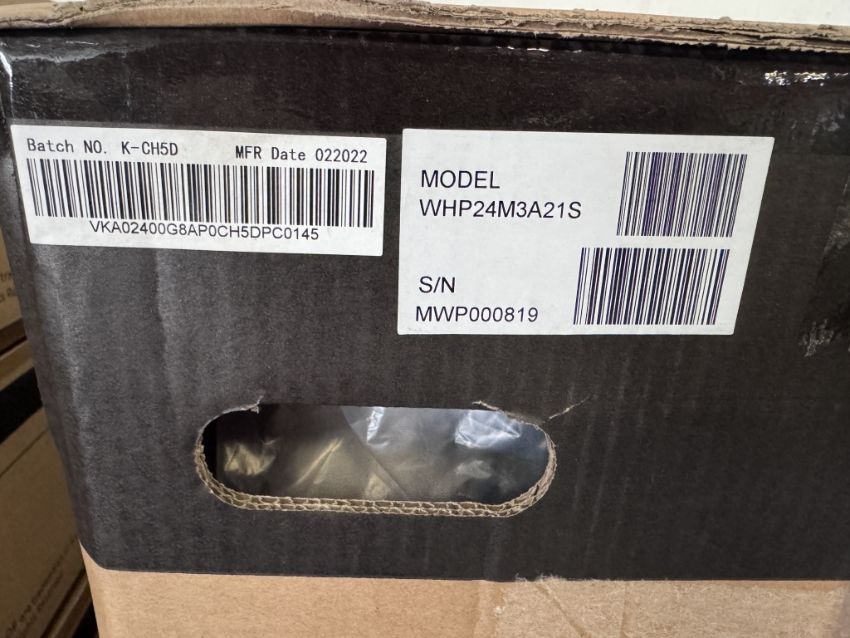 Batch NO. K-CH5D MFR Date 022022
VKA02400G8AP0CH5DPC0145
MODEL
WHP24M3A21S
S/N
MWP000819